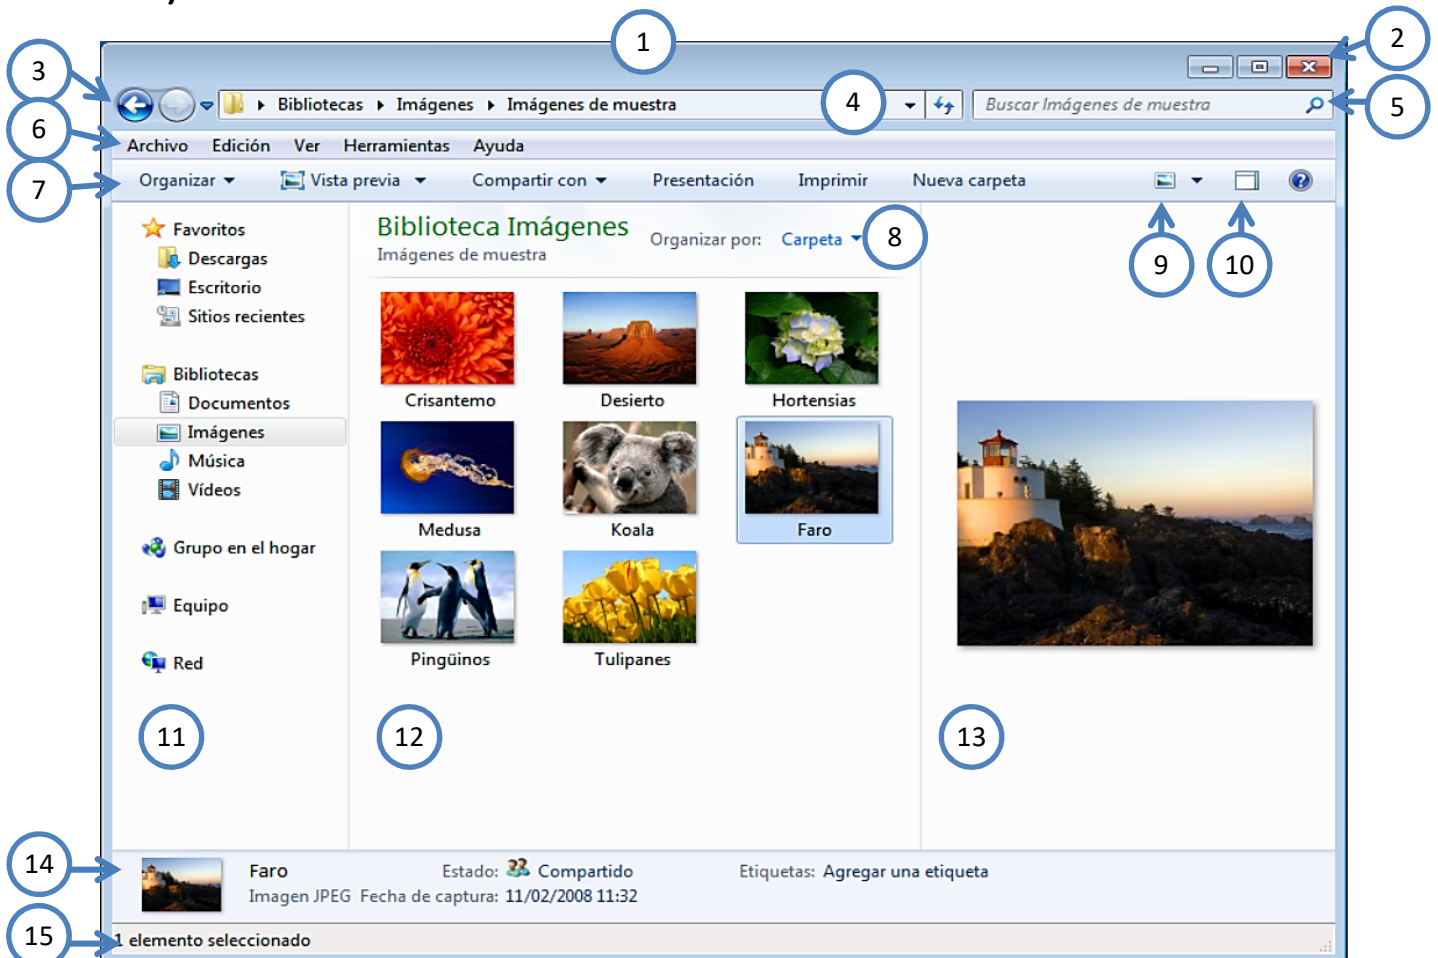 1
2
3
Bibliotecas Imágenes Imágenes de muestra
4
Buscar Imágenes de muestra
5
6
Archivo Edición Ver Herramientas Ayuda
7
Organizar Vista previa Compartir con Presentación Imprimir Nueva carpeta
Favoritos
Descargas
Escritorio
Sitios recientes
Bibliotecas
Documentos
Imágenes
Música
Vídeos
Grupo en el hogar
Equipo
Red
11
Biblioteca Imágenes
Imágenes de muestra
Organizar por: Carpeta
8
9
10
Crisantemo Desierto Hortensias
Medusa Koala Faro
Pingüinos Tulipanes
12
13
14
Faro Estado: Compartido Etiquetas: Agregar una etiqueta
Imagen JPEG Fecha de captura: 11/02/2008 11:32
15
1 elemento seleccionado